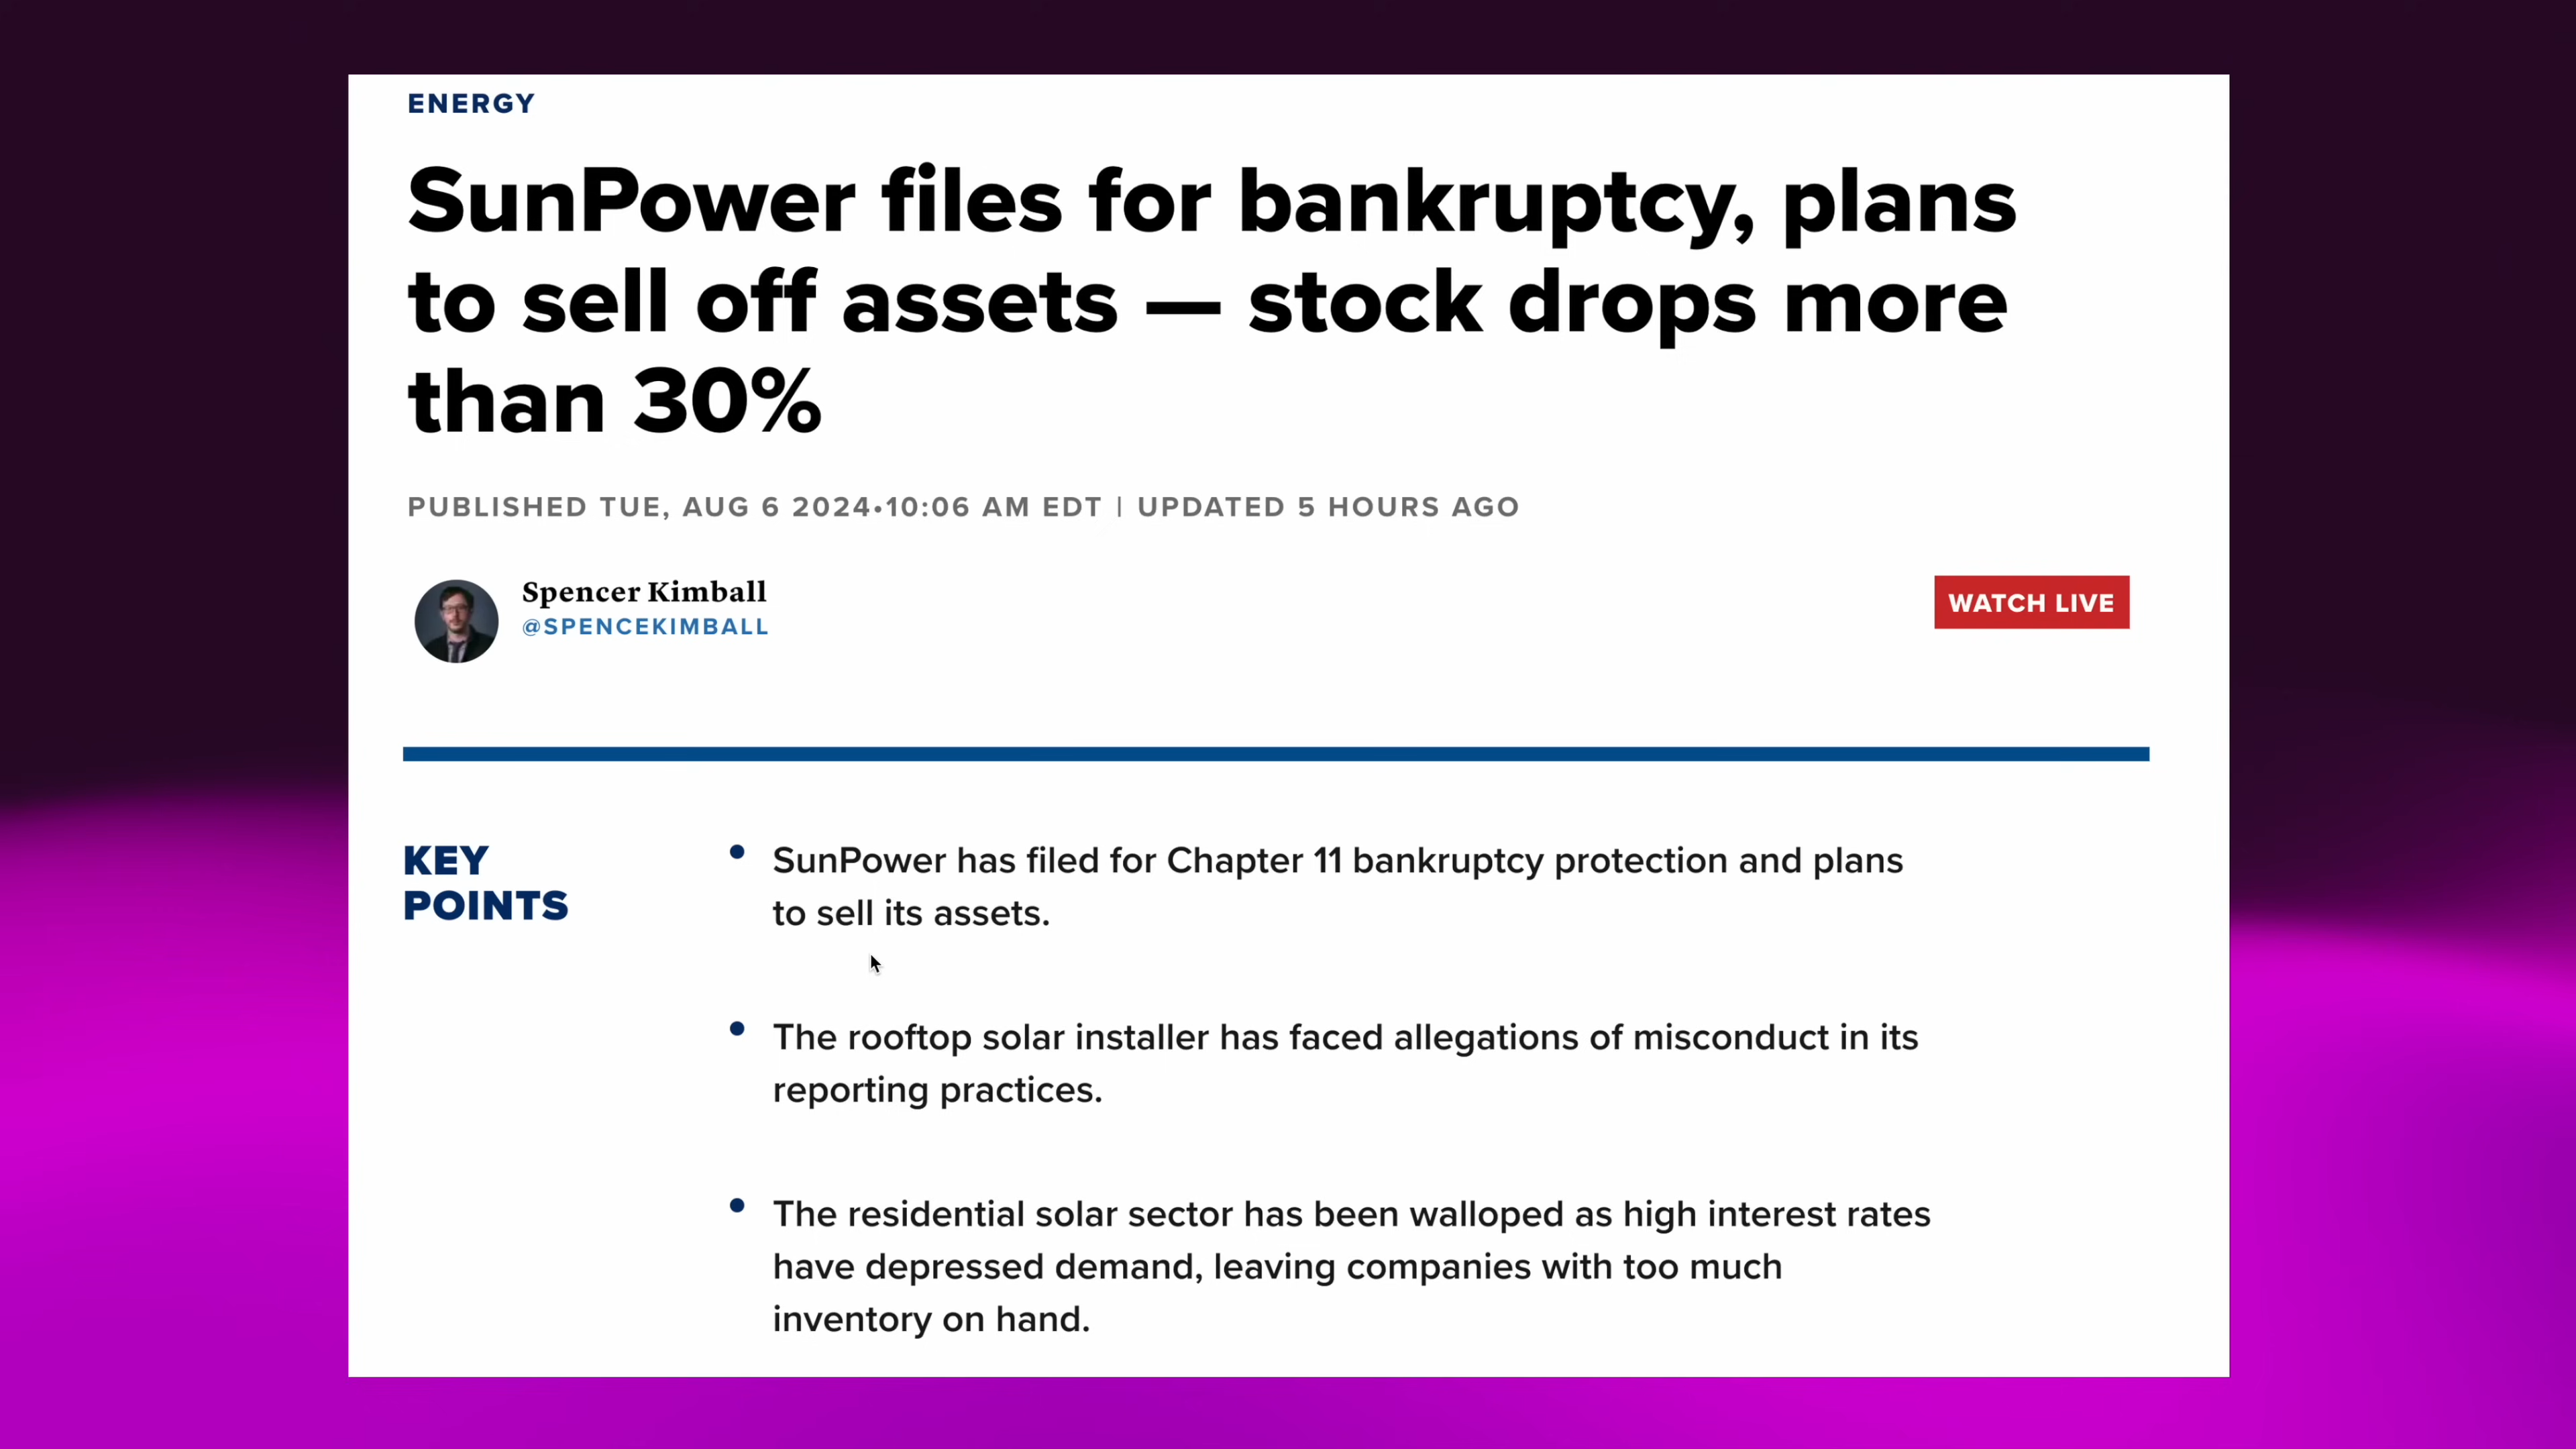 ENERGY
SunPower files for bankruptcy, plans
to sell off assets — stock drops more
than 30%
PUBLISHED TUE, AUG 6 2024•10:06 AM EDT | UPDATED 5 HOURS AGO
Spencer Kimball
@SPENCEKIMBALL
WATCH LIVE
KEY
POINTS
• SunPower has filed for Chapter 11 bankruptcy protection and plans
to sell its assets.
• The rooftop solar installer has faced allegations of misconduct in its
reporting practices.
• The residential solar sector has been walloped as high interest rates
have depressed demand, leaving companies with too much
inventory on hand.